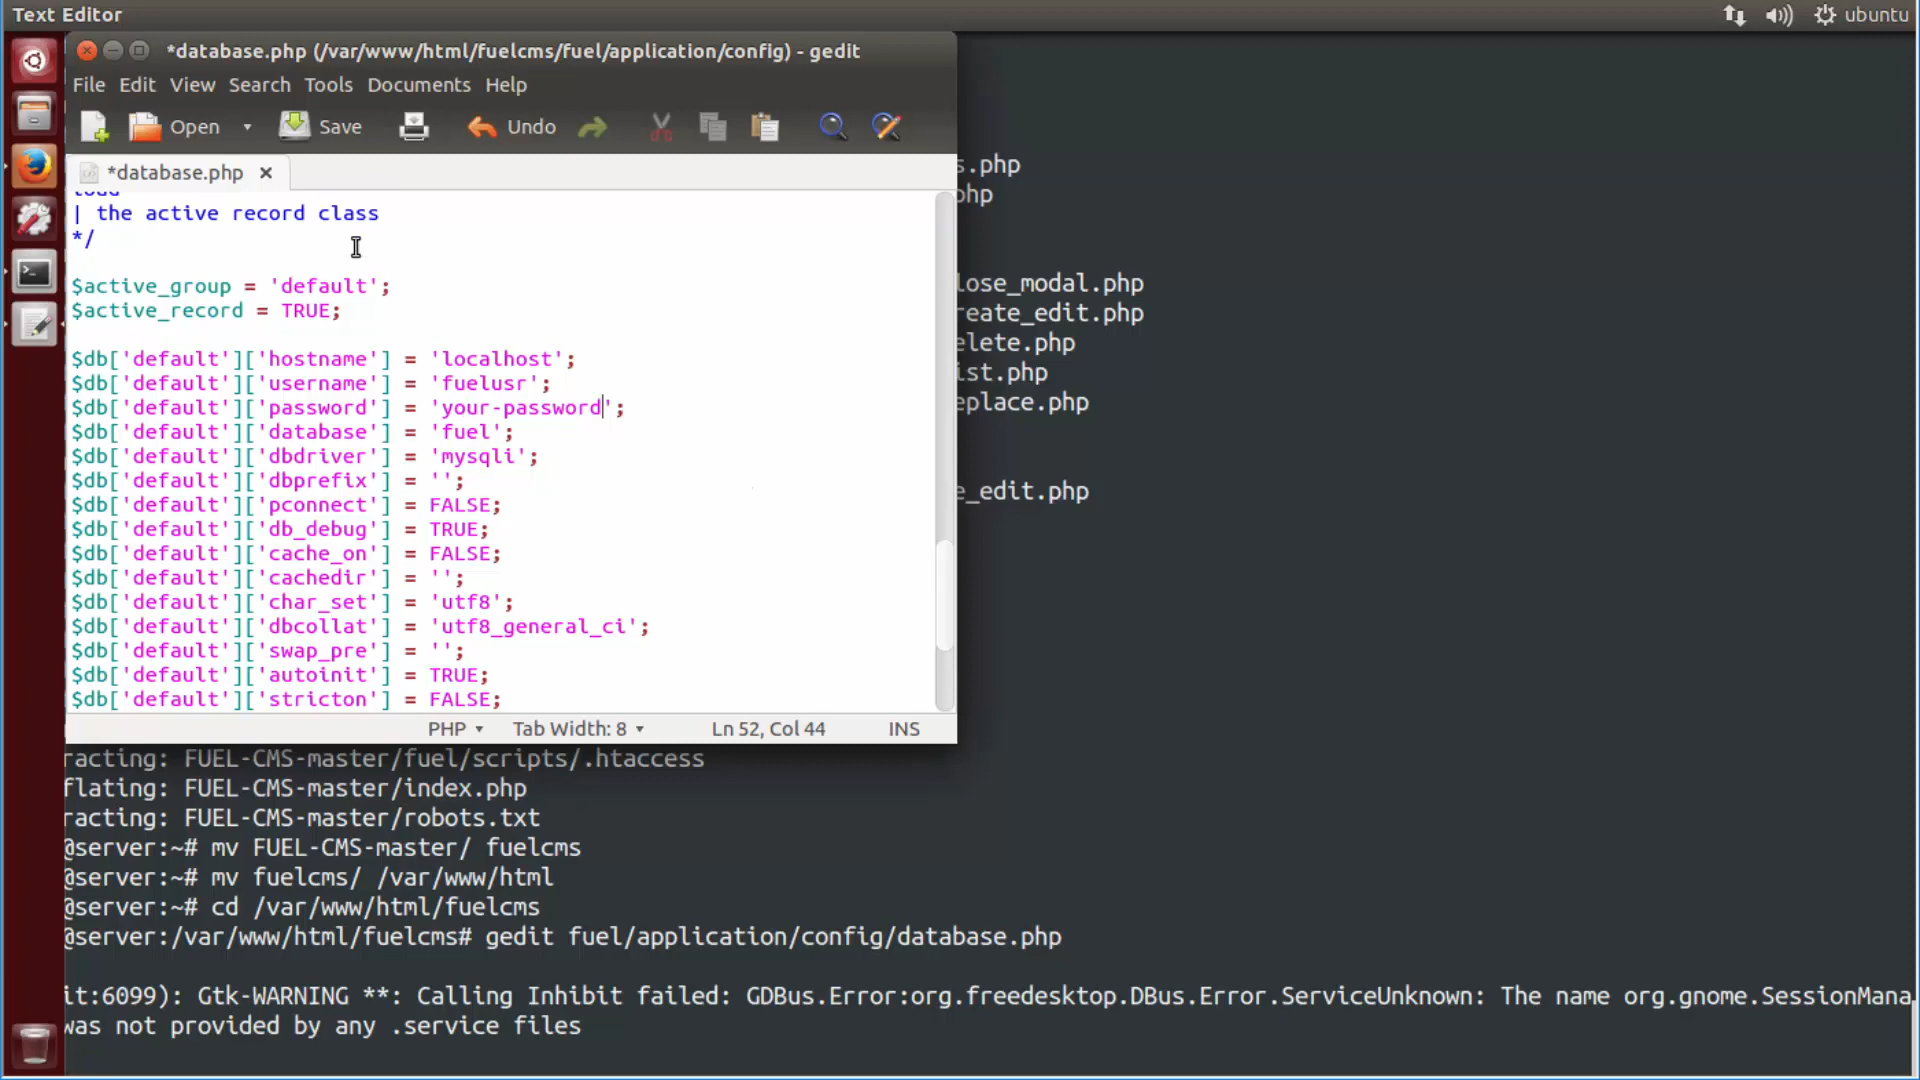 Text Editor
ubuntu
*database.php (/var/www/html/fuelcms/fuel/application/config) - gedit
File Edit View Search Tools Documents Help
Open Save Undo
*database.php
load
| the active record class
*/
$active_group = 'default';
$active_record = TRUE;
$db['default']['hostname'] = 'localhost';
$db['default']['username'] = 'fuelusr';
$db['default']['password'] = 'your-password';
$db['default']['database'] = 'fuel';
$db['default']['dbdriver'] = 'mysqli';
$db['default']['dbprefix'] = '';
$db['default']['pconnect'] = FALSE;
$db['default']['db_debug'] = TRUE;
$db['default']['cache_on'] = FALSE;
$db['default']['cachedir'] = '';
$db['default']['char_set'] = 'utf8';
$db['default']['dbcollat'] = 'utf8_general_ci';
$db['default']['swap_pre'] = '';
$db['default']['autoinit'] = TRUE;
$db['default']['stricton'] = FALSE;
PHP Tab Width: 8 Ln 52, Col 44 INS
s.php
php
lose_modal.php
reate_edit.php
elete.php
ist.php
eplace.php
e_edit.php
racting: FUEL-CMS-master/fuel/scripts/.htaccess
flating: FUEL-CMS-master/index.php
racting: FUEL-CMS-master/robots.txt
@server:~# mv FUEL-CMS-master/ fuelcms
@server:~# mv fuelcms/ /var/www/html
@server:~# cd /var/www/html/fuelcms
@server:/var/www/html/fuelcms# gedit fuel/application/config/database.php
it:6099): Gtk-WARNING **: Calling Inhibit failed: GDBus.Error:org.freedesktop.DBus.Error.ServiceUnknown: The name org.gnome.SessionMana
was not provided by any .service files